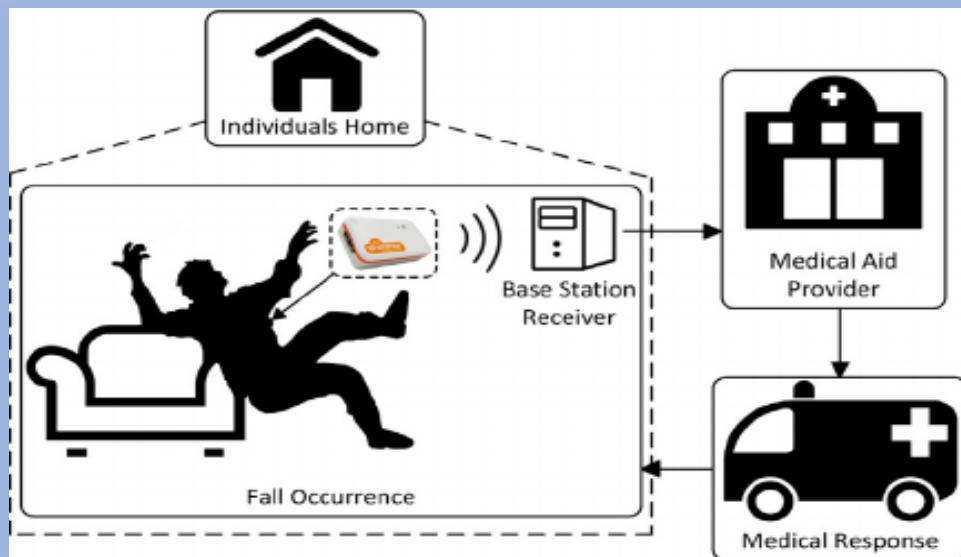 Individuals Home
Base Station
Receiver
Medical Aid
Provider
Fall Occurrence
Medical Response